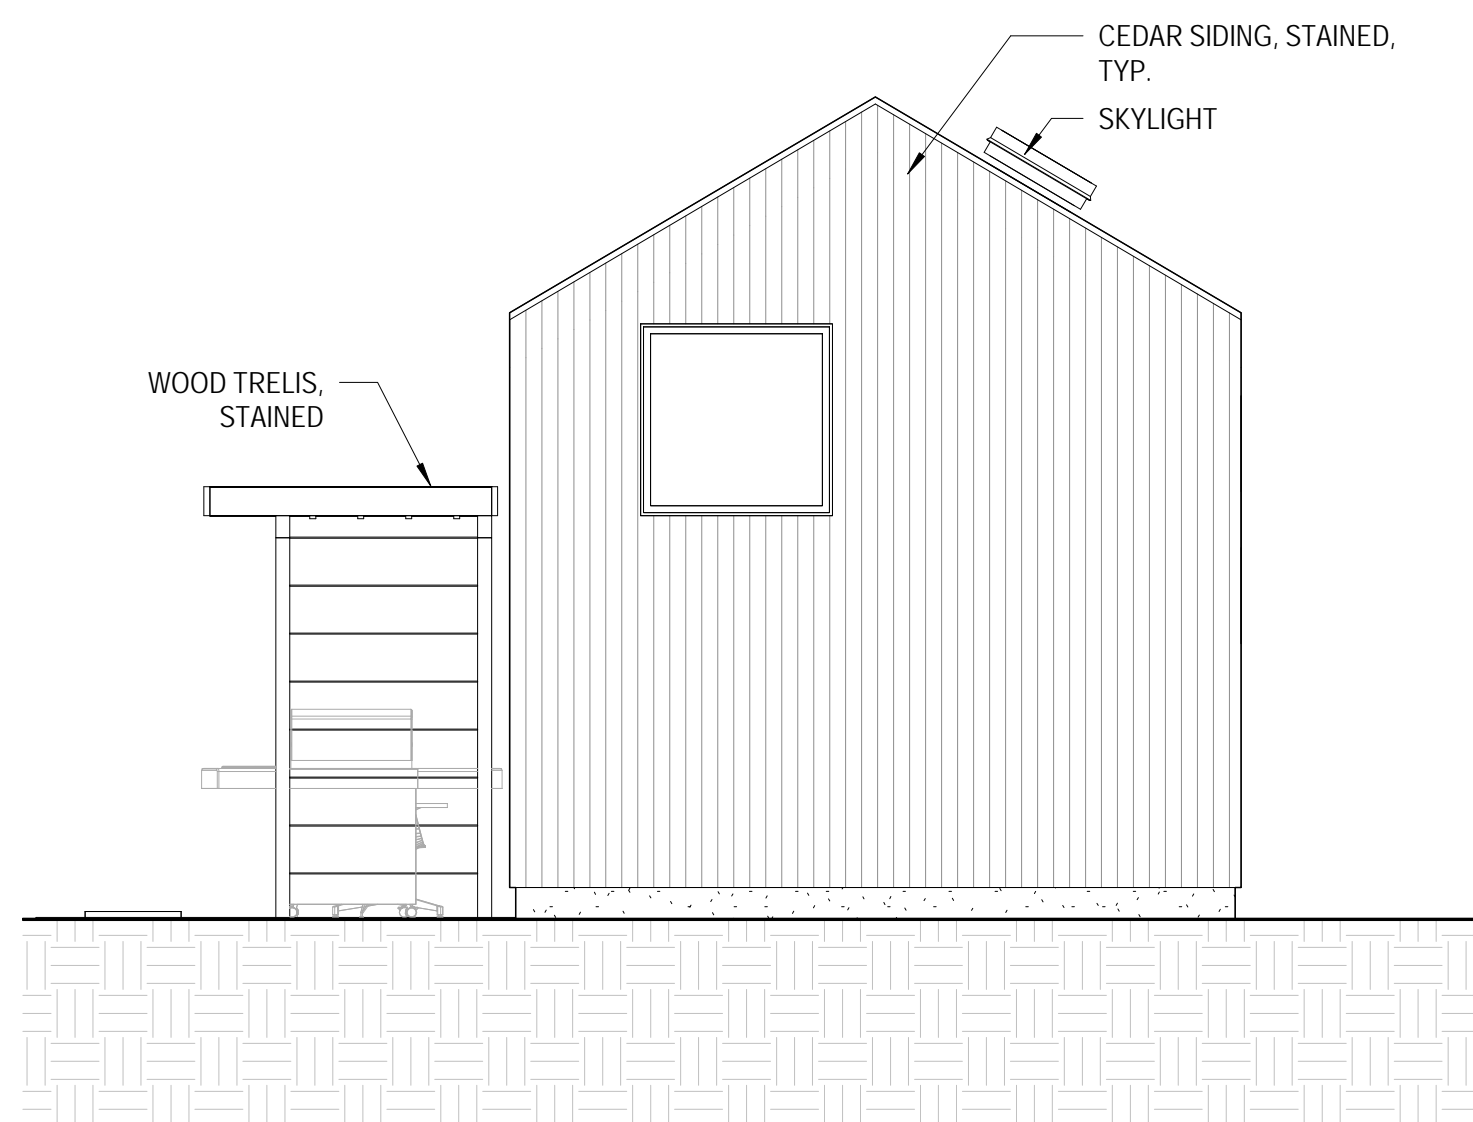 CEDAR SIDING, STAINED,
TYP.
SKYLIGHT
WOOD TRELIS,
STAINED